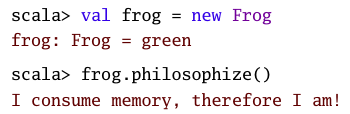 scala> val frog = new Frog
frog: Frog = green
scala> frog.philosophize()
I consume memory, therefore I am!